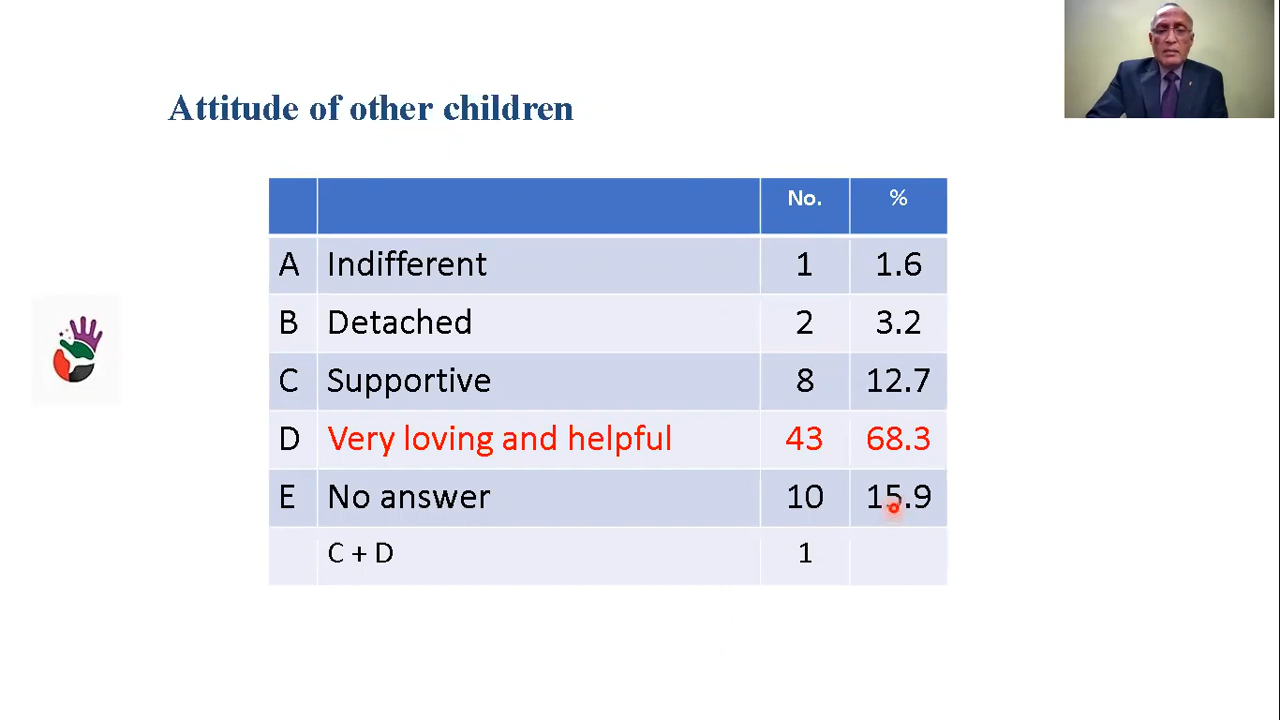 Attitude of other children
No. %
A Indifferent 1 1.6
B Detached 2 3.2
C Supportive 8 12.7
D Very loving and helpful 43 68.3
E No answer 10 15.9
C + D 1